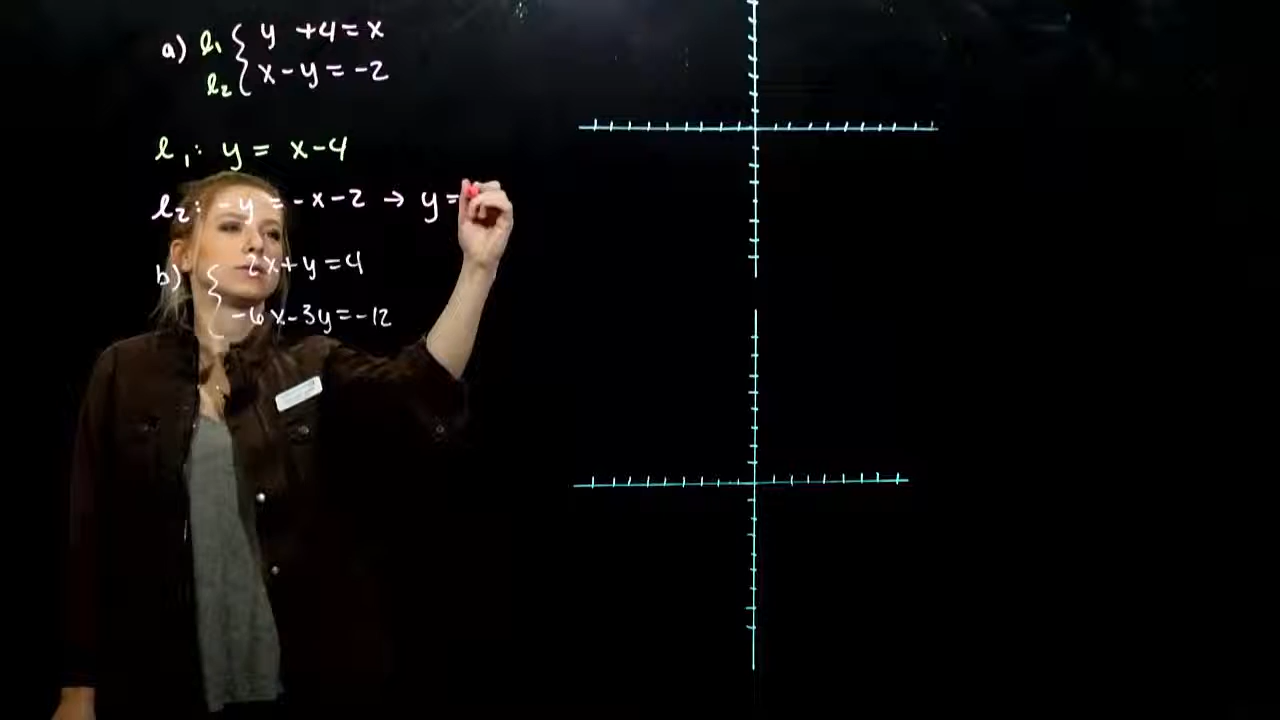 a) l₁ { y + 4 = x
l₂ { x - y = -2
l₁: y = x - 4
l₂: -y = -x - 2 → y =
b) { 2x + y = 4
-6x - 3y = -12